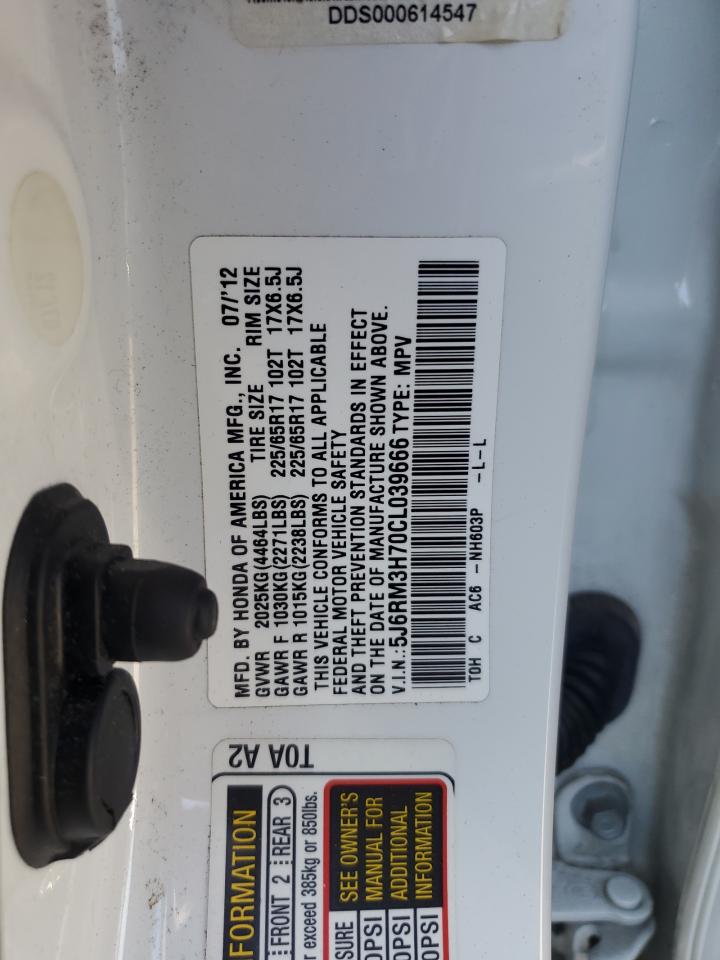 DDS000614547
MFD. BY HONDA OF AMERICA MFG., INC. 07/'12
GVWR 2025KG(4464LBS) TIRE SIZE RIM SIZE
GAWR F 1030KG(2271LBS) 225/65R17 102T 17X6.5J
GAWR R 1015KG(2238LBS) 225/65R17 102T 17X6.5J
THIS VEHICLE CONFORMS TO ALL APPLICABLE
FEDERAL MOTOR VEHICLE SAFETY
AND THEFT PREVENTION STANDARDS IN EFFECT
ON THE DATE OF MANUFACTURE SHOWN ABOVE.
V.I.N.: 5J6RM3H70CL039666 TYPE: MPV
TOH C AC6 -NH603P -L-L
T0A A2
FORMATION
FRONT 2 REAR 3
r exceed 385kg or 850lbs.
SURE SEE OWNER'S
0PSI MANUAL FOR
0PSI ADDITIONAL
0PSI INFORMATION